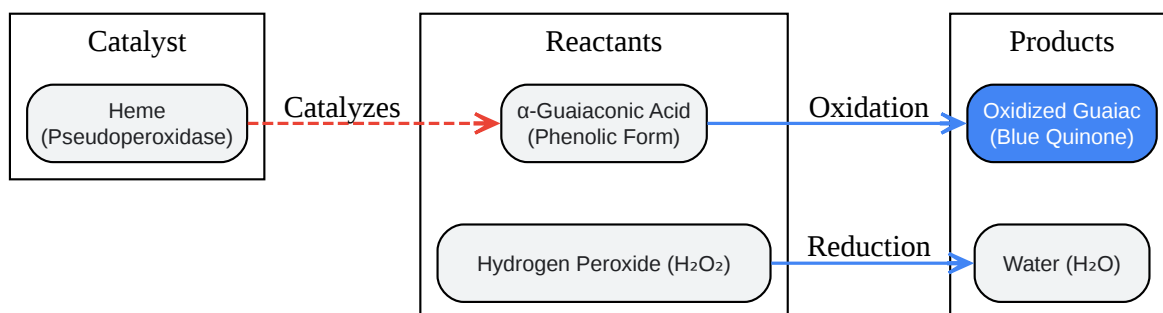 Catalyst
Heme
(Pseudoperoxidase)
Catalyzes
Reactants
α-Guaiaconic Acid
(Phenolic Form)
Hydrogen Peroxide (H₂O₂)
Oxidation
Reduction
Products
Oxidized Guaiac
(Blue Quinone)
Water (H₂O)